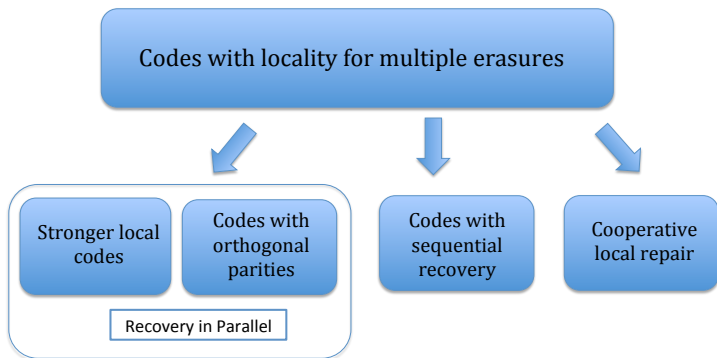 Codes with locality for multiple erasures
Stronger local
codes
Codes with
orthogonal
parities
Codes with
sequential
recovery
Cooperative
local repair
Recovery in Parallel